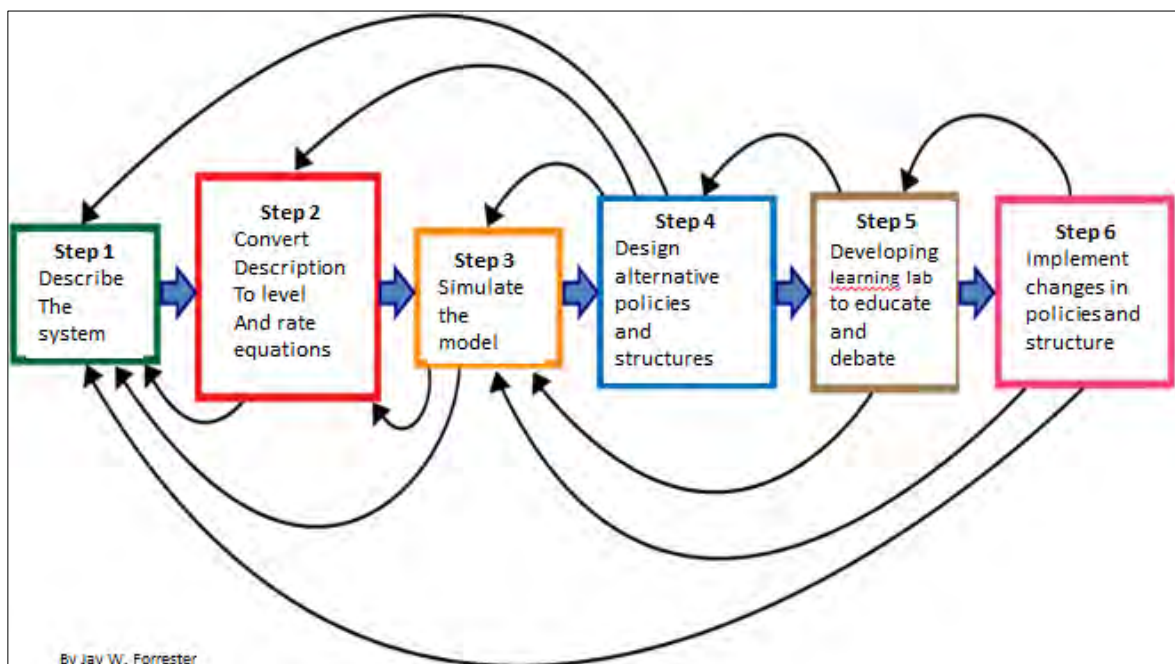 Step 1
Describe
The
system
Step 2
Convert
Description
To level
And rate
equations
Step 3
Simulate
the
model
Step 4
Design
alternative
policies
and
structures
Step 5
Developing
learning lab
to educate
and
debate
Step 6
Implement
changes in
policies and
structure
By Jay W. Forrester